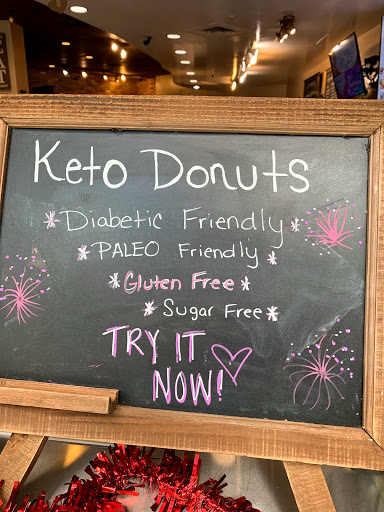 Keto Donuts
*Diabetic Friendly*
*PALEO Friendly*
*Gluten Free*
*Sugar Free*
TRY IT
NOW!